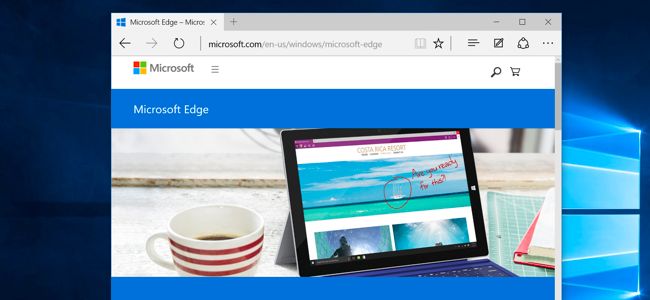 Microsoft Edge – Micros
microsoft.com/en-us/windows/microsoft-edge
Microsoft
Microsoft Edge
COSTA RICA RESORT
Are you ready
for this?!